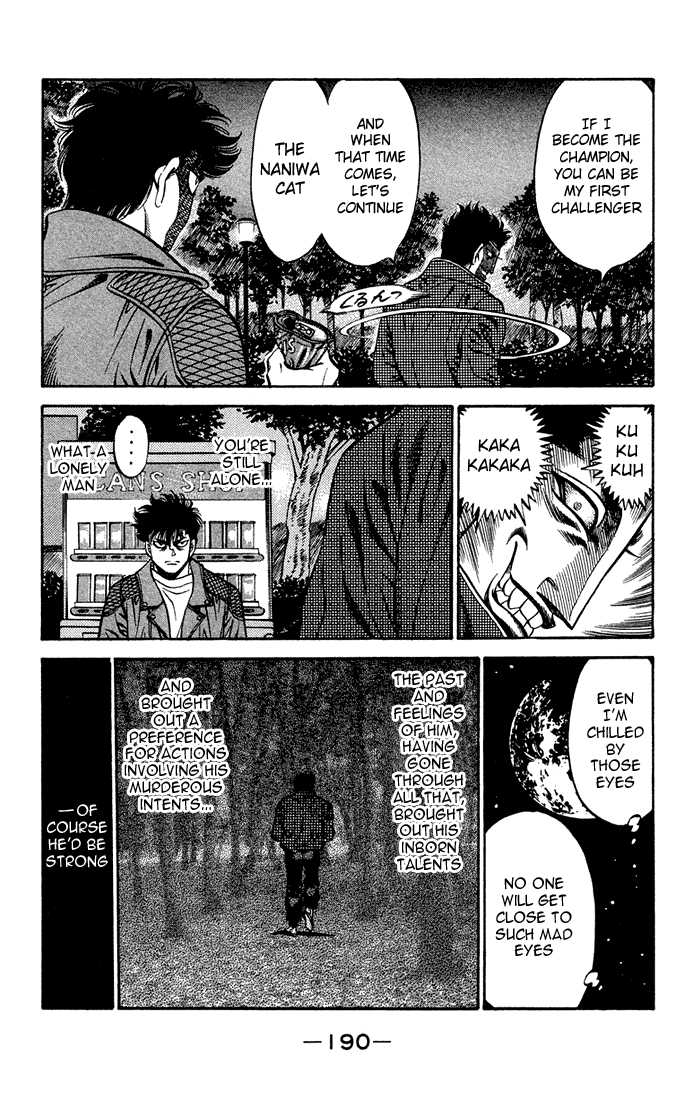 IF I
BECOME THE
CHAMPION,
YOU CAN BE
MY FIRST
CHALLENGER
AND
WHEN
THAT TIME
COMES,
LET'S
CONTINUE
THE
NANIWA
CAT
くるんっ
KU
KU
KUH
KAKA
KAKAKA
YOU'RE
STILL
ALONE...
....
WHAT A
LONELY
MAN
EVEN
I'M
CHILLED
BY
THOSE
EYES
NO ONE
WILL GET
CLOSE TO
SUCH MAD
EYES
THE PAST
AND
FEELINGS
OF HIM,
HAVING
GONE
THROUGH
ALL THAT,
BROUGHT
OUT HIS
INBORN
TALENTS
AND
BROUGHT
OUT A
PREFERENCE
FOR ACTIONS
INVOLVING HIS
MURDEROUS
INTENTS...
—OF
COURSE
HE'D BE
STRONG
—190—